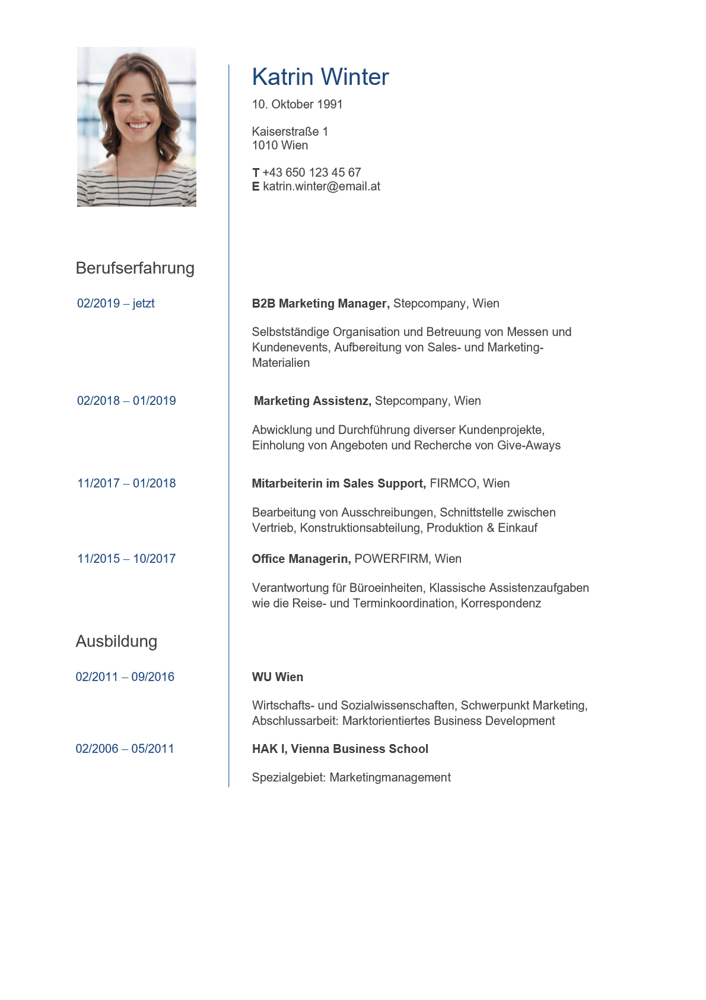 Katrin Winter
10. Oktober 1991
Kaiserstraße 1
1010 Wien
T +43 650 123 45 67
E katrin.winter@email.at
Berufserfahrung
02/2019 – jetzt
B2B Marketing Manager, Stepcompany, Wien
Selbstständige Organisation und Betreuung von Messen und
Kundenevents, Aufbereitung von Sales- und Marketing-
Materialien
02/2018 – 01/2019
Marketing Assistenz, Stepcompany, Wien
Abwicklung und Durchführung diverser Kundenprojekte,
Einholung von Angeboten und Recherche von Give-Aways
11/2017 – 01/2018
Mitarbeiterin im Sales Support, FIRMCO, Wien
Bearbeitung von Ausschreibungen, Schnittstelle zwischen
Vertrieb, Konstruktionsabteilung, Produktion & Einkauf
11/2015 – 10/2017
Office Managerin, POWERFIRM, Wien
Verantwortung für Büroeinheiten, Klassische Assistenzaufgaben
wie die Reise- und Terminkoordination, Korrespondenz
Ausbildung
02/2011 – 09/2016
WU Wien
Wirtschafts- und Sozialwissenschaften, Schwerpunkt Marketing,
Abschlussarbeit: Marktorientiertes Business Development
02/2006 – 05/2011
HAK I, Vienna Business School
Spezialgebiet: Marketingmanagement